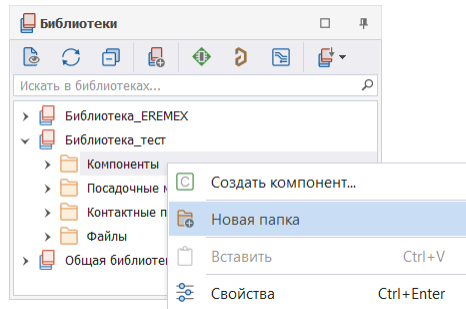 Библиотеки
Искать в библиотеках...
Библиотека_EREMEX
Библиотека_тест
Компоненты
Посадочные
Контактные
Файлы
Общая
C Создать компонент...
Новая папка
Вставить Ctrl+V
Свойства Ctrl+Enter